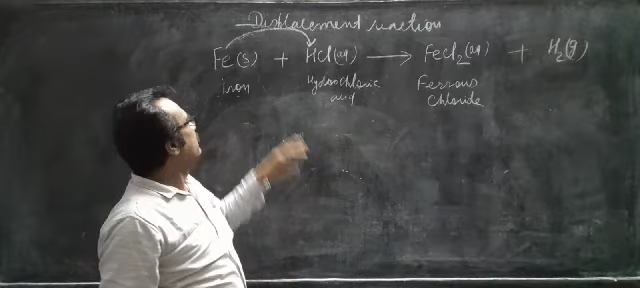 Displacement reaction
Fe(s) + HCl(aq) → FeCl2(aq) + H2(g)
iron Hydrochloric Ferrous
acid Chloride